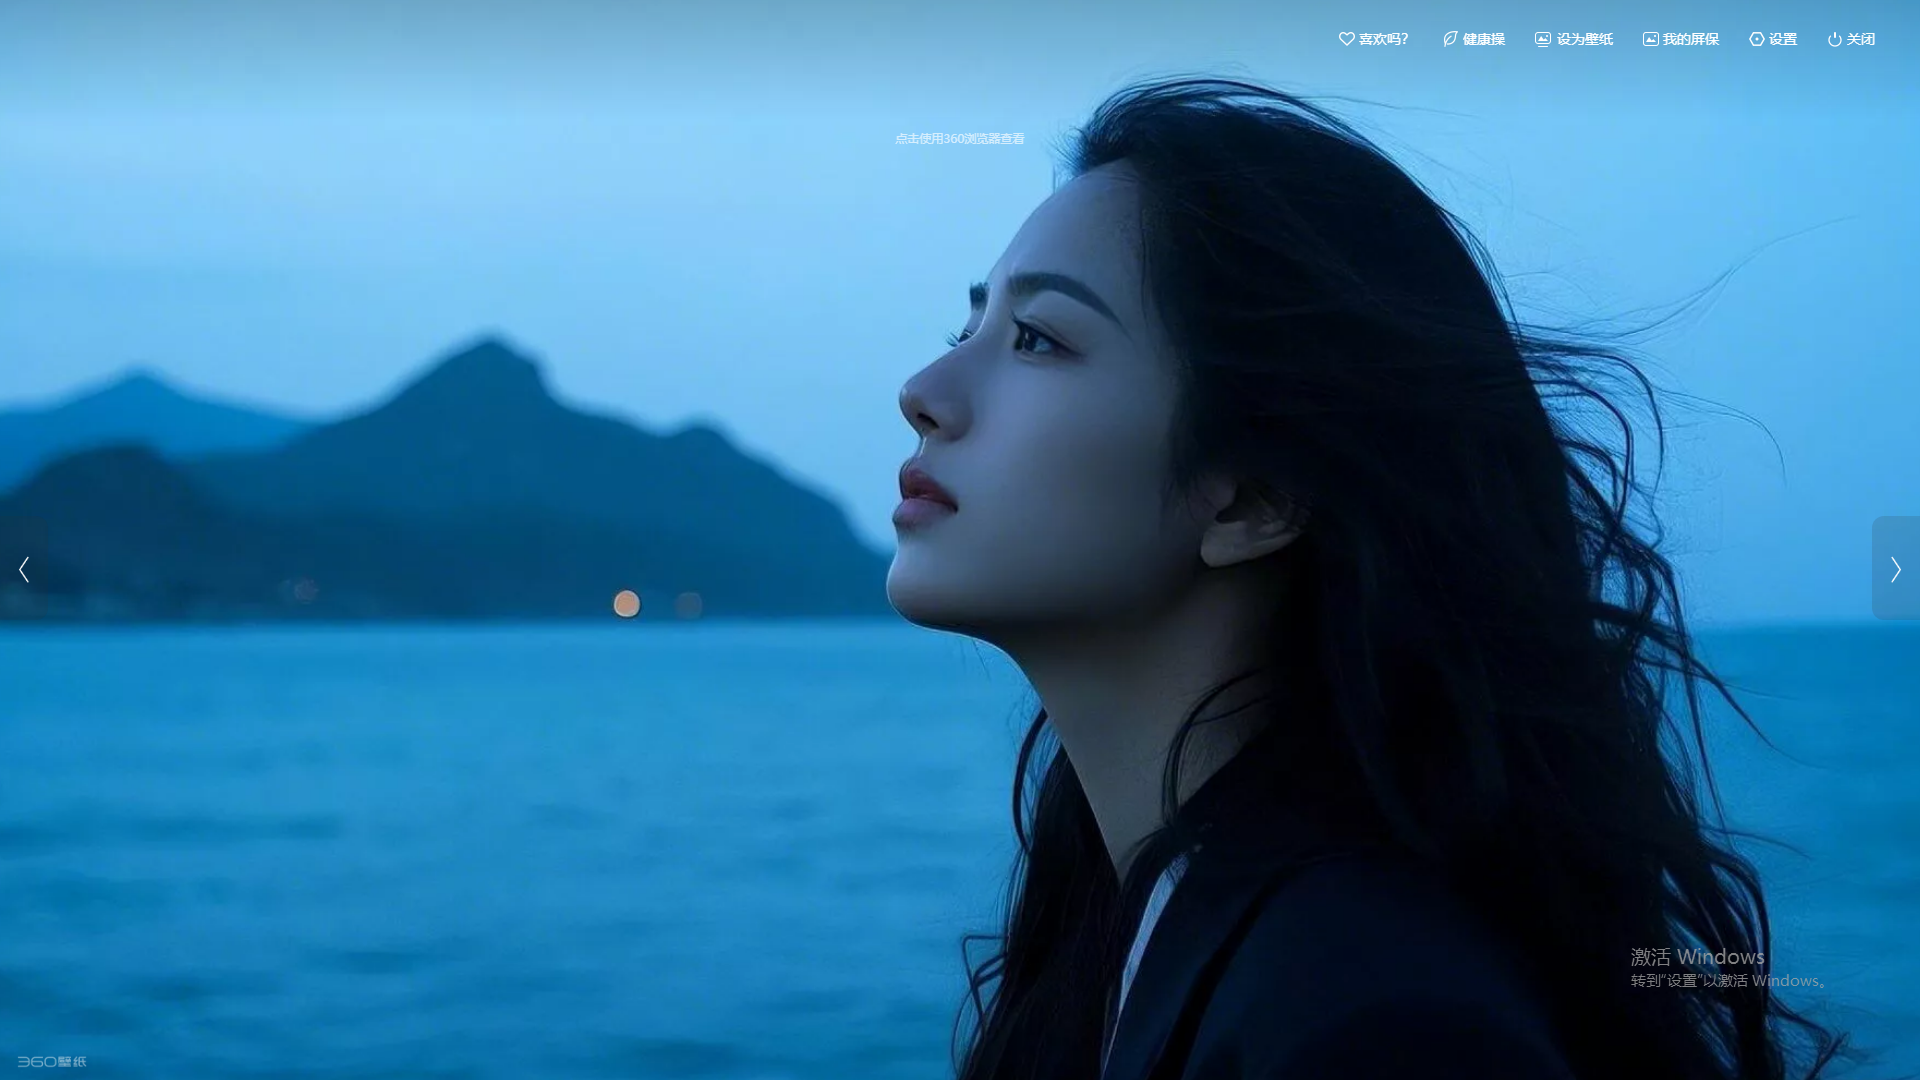 喜欢吗?
健康操
设为壁纸
我的屏保
设置
关闭
点击使用360浏览器查看
激活 Windows
转到“设置”以激活 Windows。
360壁纸